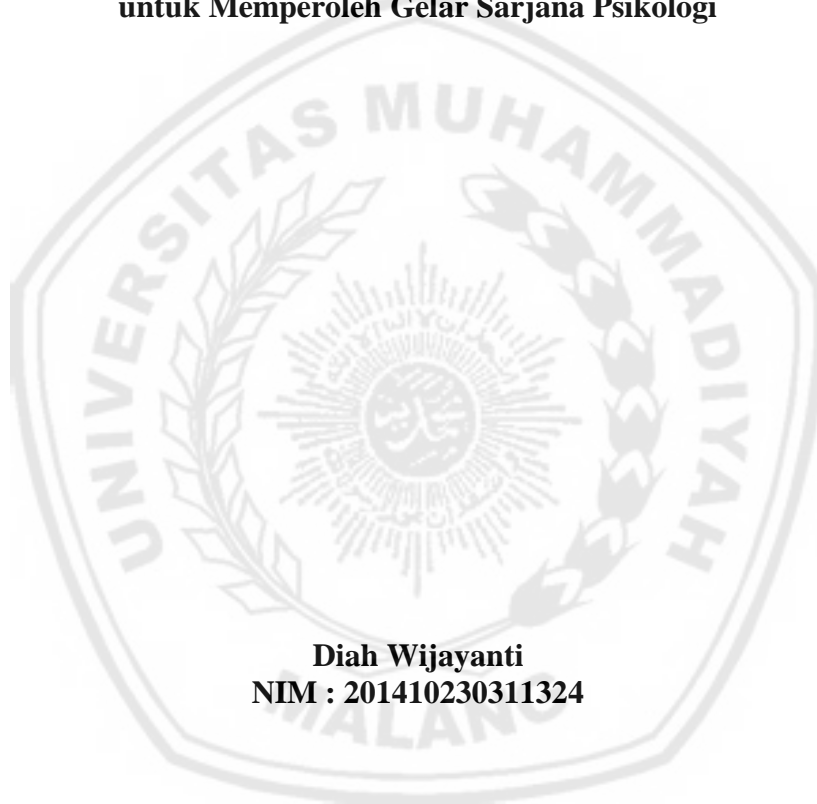 untuk Memperoleh Gelar Sarjana Psikologi
UNIVERSITAS MUHAMMADIYAH
Diah Wijayanti
NIM : 201410230311324
MALANG